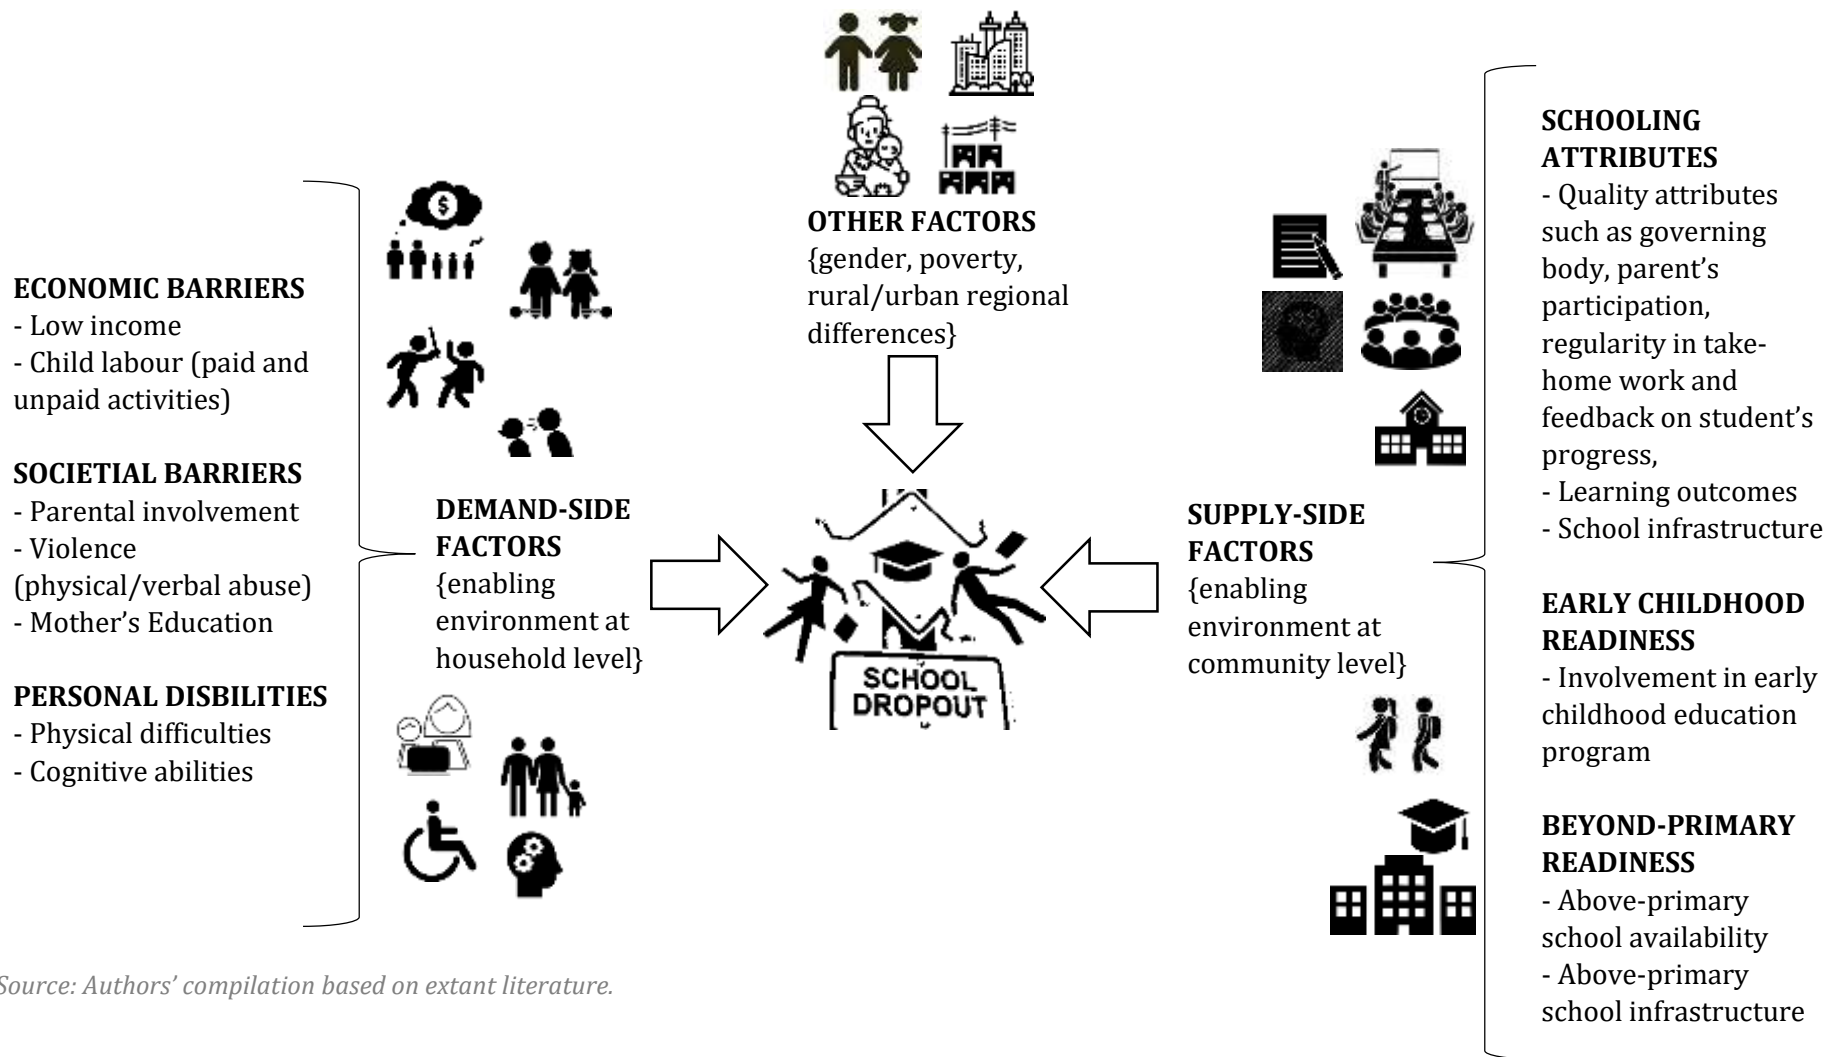 OTHER FACTORS
{gender, poverty,
rural/urban regional
differences}
ECONOMIC BARRIERS
- Low income
- Child labour (paid and
unpaid activities)
SOCIETIAL BARRIERS
- Parental involvement
- Violence
(physical/verbal abuse)
- Mother's Education
PERSONAL DISBILITIES
- Physical difficulties
- Cognitive abilities
$
DEMAND-SIDE
FACTORS
{enabling
environment at
household level}
SCHOOL
DROPOUT
SUPPLY-SIDE
FACTORS
{enabling
environment at
community level}
SCHOOLING
ATTRIBUTES
- Quality attributes
such as governing
body, parent's
participation,
regularity in take-
home work and
feedback on student's
progress,
- Learning outcomes
- School infrastructure
EARLY CHILDHOOD
READINESS
- Involvement in early
childhood education
program
BEYOND-PRIMARY
READINESS
- Above-primary
school availability
- Above-primary
school infrastructure
Source: Authors' compilation based on extant literature.